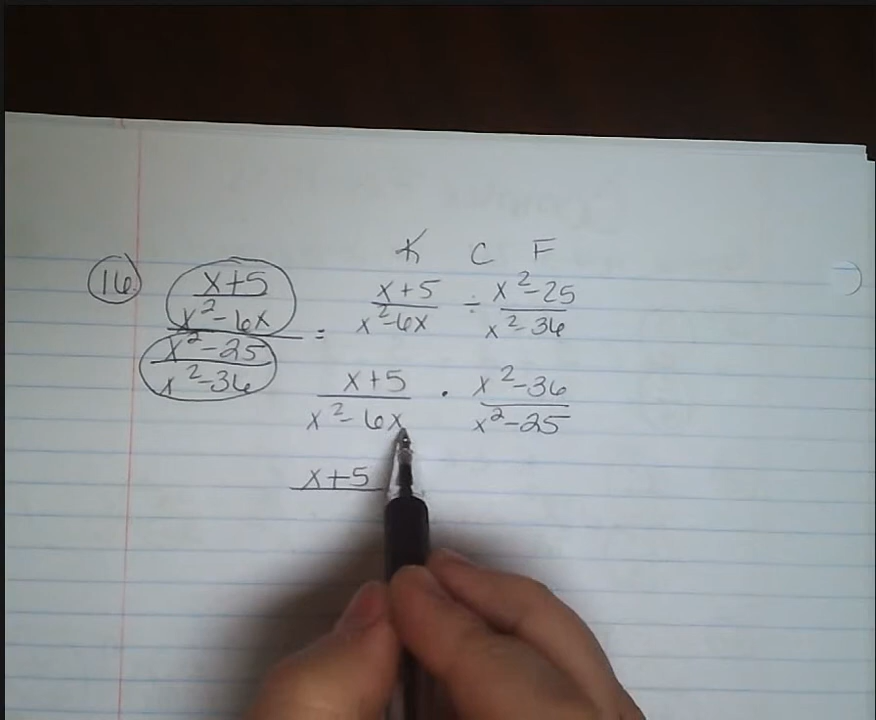 K C F
(16) (x+5)/(x²-6x) / (x²-25)/(x²-36) = (x+5)/(x²-6x) ÷ (x²-25)/(x²-36)
(x+5)/(x²-6x) · (x²-36)/(x²-25)
x+5